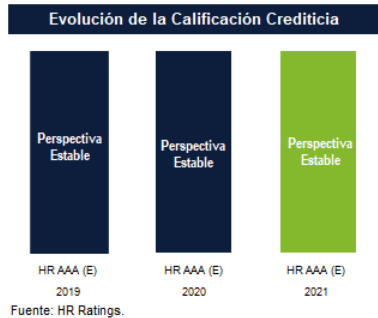 Evolución de la Calificación Crediticia
Perspectiva
Estable
Perspectiva
Estable
Perspectiva
Estable
HR AAA (E)
2019
HR AAA (E)
2020
HR AAA (E)
2021
Fuente: HR Ratings.